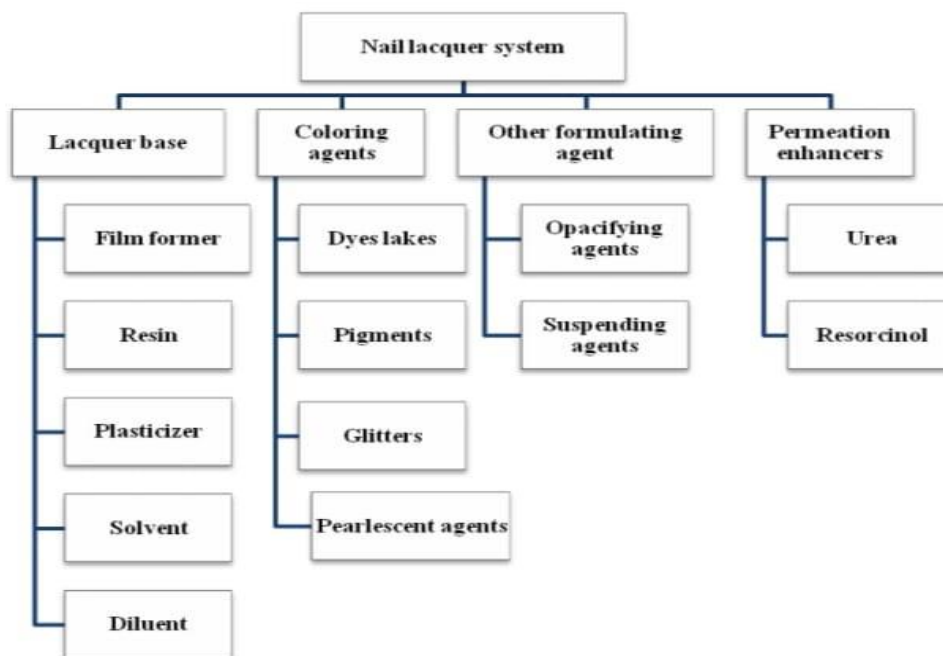 Nail lacquer system
Lacquer base
Film former
Resin
Plasticizer
Solvent
Diluent
Coloring
agents
Dyes lakes
Pigments
Glitters
Pearlescent agents
Other formulating
agent
Opacifying
agents
Suspending
agents
Permeation
enhancers
Urea
Resorcinol